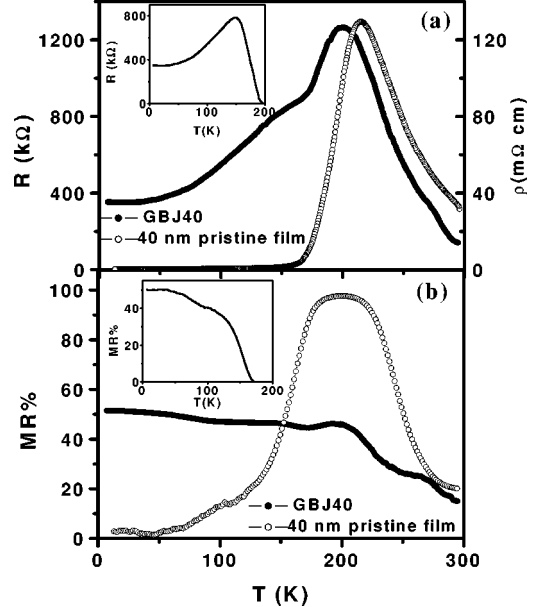 (a)
R (kΩ)
1600
1200
800
400
0
R (kΩ)
800
400
0
0 100 200
T(K)
—●— GBJ40
—○— 40 nm pristine film
120
80
40
0
ρ(mΩ cm)
(b)
MR%
100
80
60
40
20
0
MR%
40
20
0
0 100 200
T(K)
—●— GBJ40
—○— 40 nm pristine film
0 100 200 300
T (K)